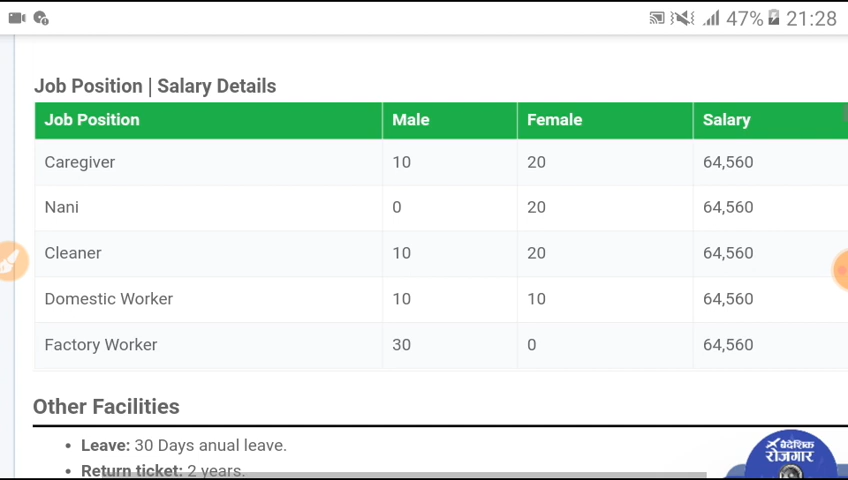 47% 21:28
Job Position | Salary Details
Job Position Male Female Salary
Caregiver 10 20 64,560
Nani 0 20 64,560
Cleaner 10 20 64,560
Domestic Worker 10 10 64,560
Factory Worker 30 0 64,560
Other Facilities
• Leave: 30 Days anual leave.
• Return ticket: 2 years.
बैदेशिक
रोजगार